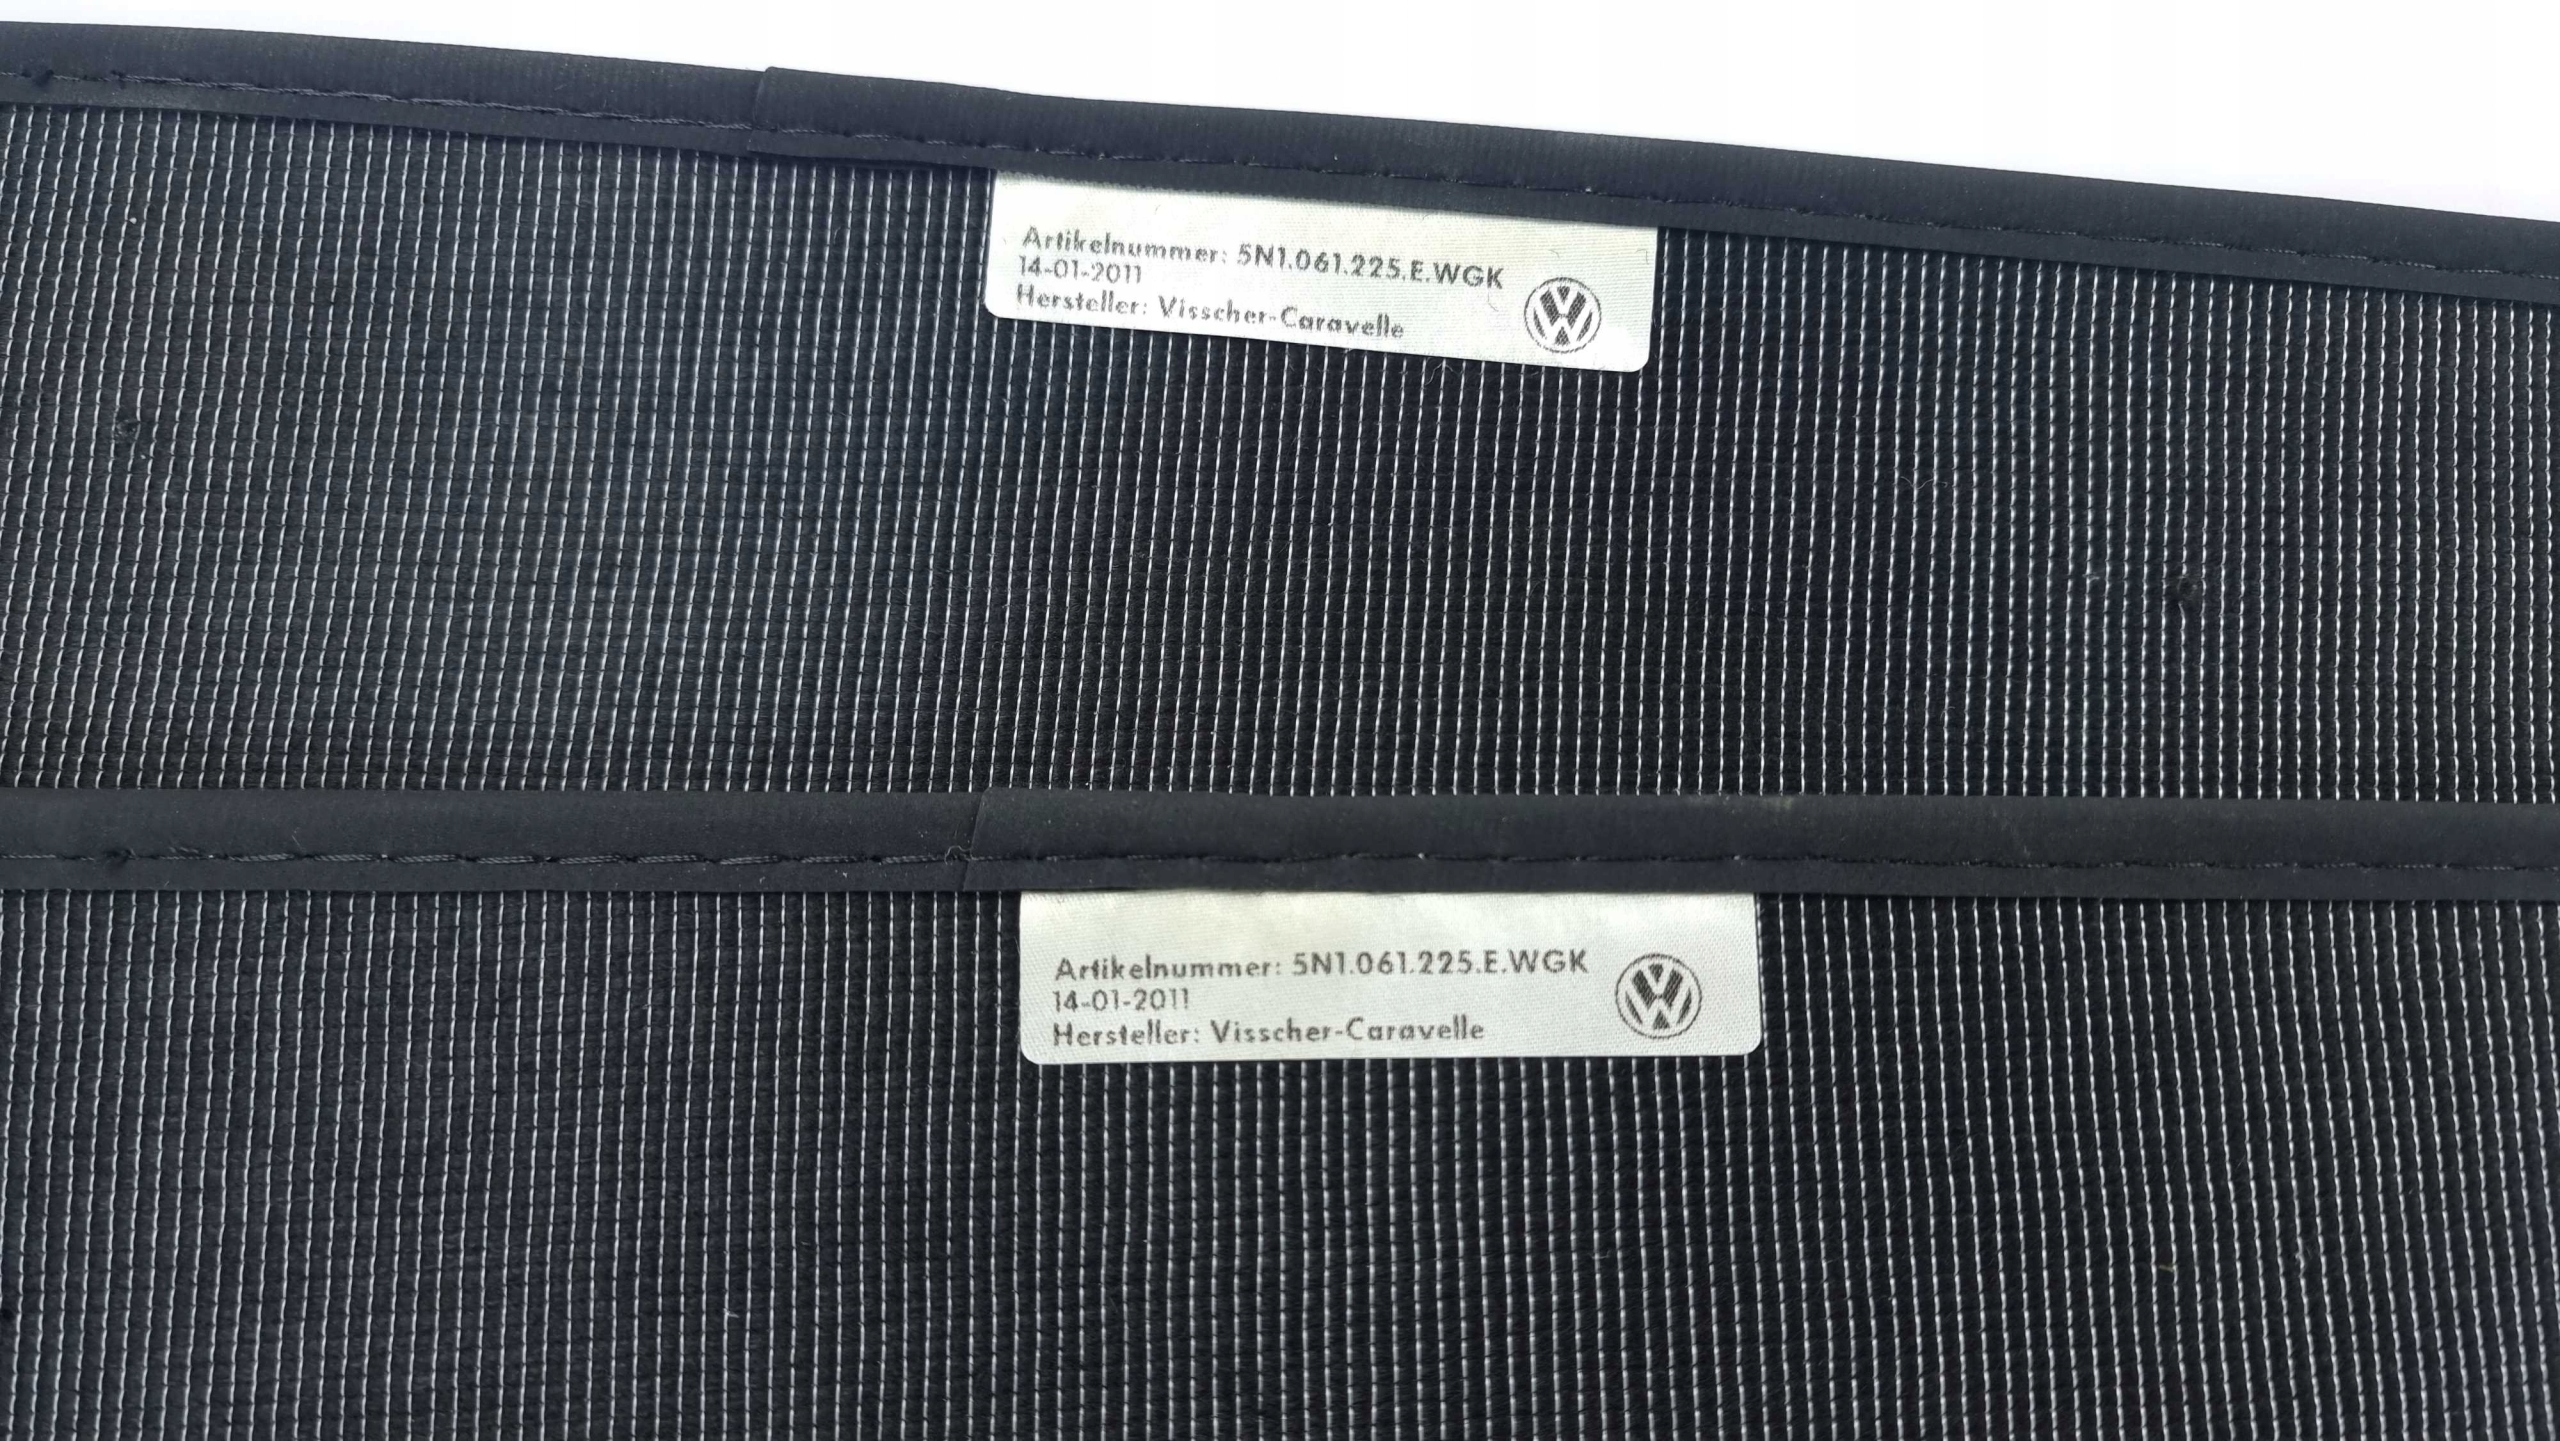 Artikelnummer: 5N1.061.225.E.WGK
14-01-2011
Hersteller: Visscher-Caravelle
Artikelnummer: 5N1.061.225.E.WGK
14-01-2011
Hersteller: Visscher-Caravelle